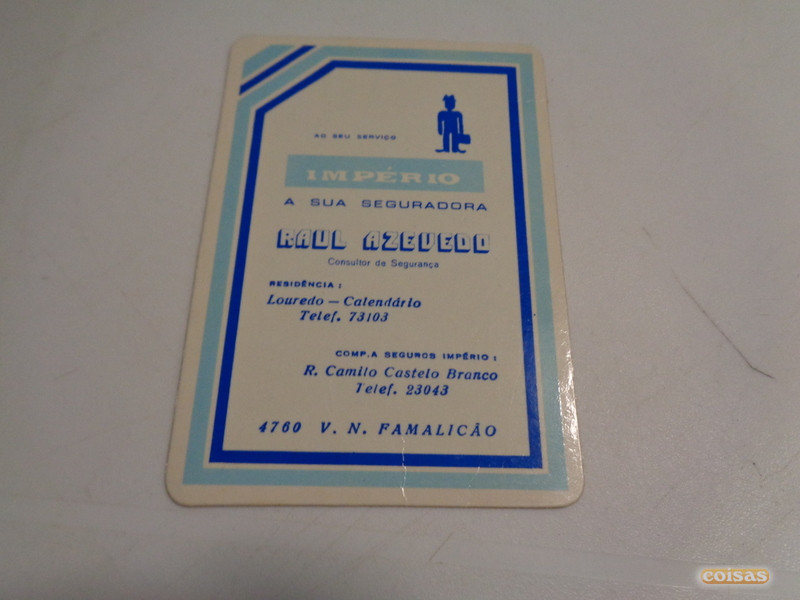 AO SEU SERVIÇO
IMPÉRIO
A SUA SEGURADORA
RAUL AZEVEDO
Consultor de Segurança
RESIDÊNCIA :
Louredo — Calendário
Telef. 73103
COMP.A SEGUROS IMPÉRIO :
R. Camilo Castelo Branco
Telef. 23043
4760 V. N. FAMALICÃO
coisas